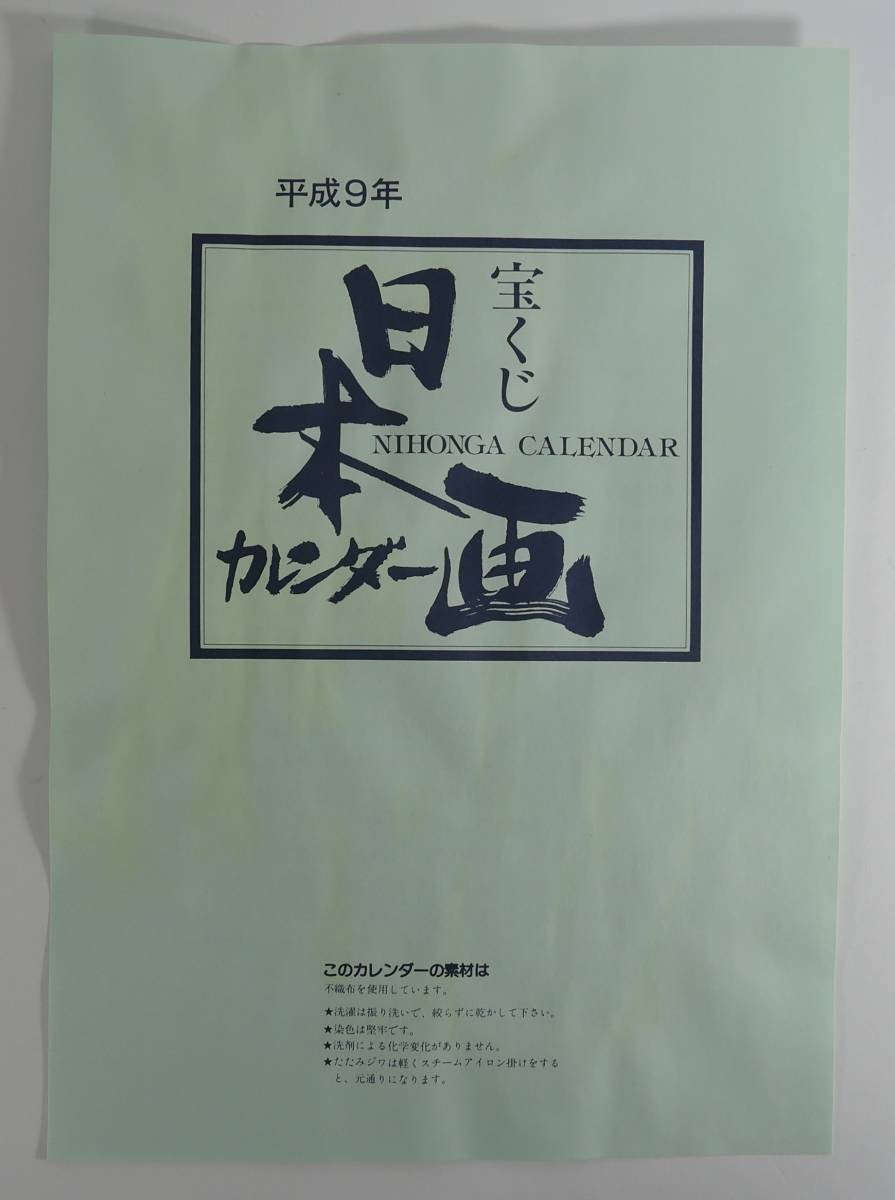 平成9年
宝くじ
日本画
NIHONGA CALENDAR
カレンダー
このカレンダーの素材は
不織布を使用しています。
★洗濯は振り洗いで、絞らずに乾かして下さい。
★染色は堅牢です。
★洗剤による化学変化がありません。
★たたみジワは軽くスチームアイロン掛けをする
と、元通りになります。